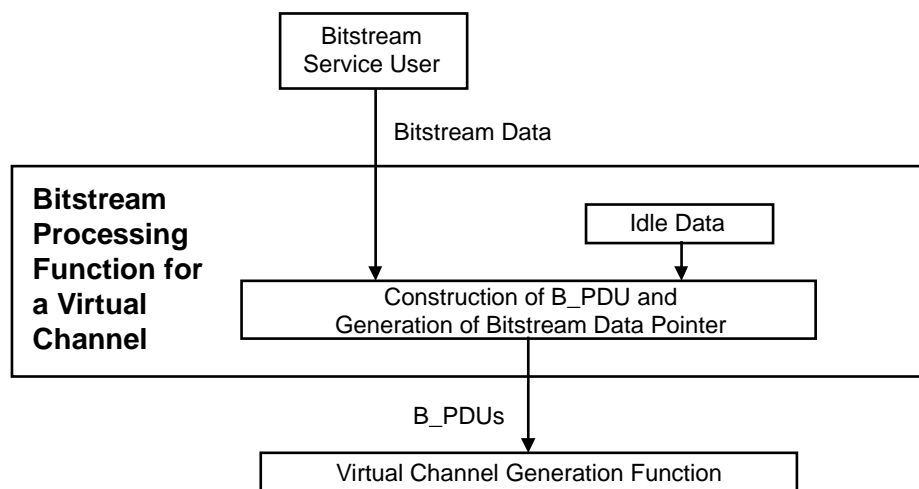 Bitstream
Service User
Bitstream Data
Bitstream
Processing
Function for
a Virtual
Channel
Idle Data
Construction of B_PDU and
Generation of Bitstream Data Pointer
B_PDUs
Virtual Channel Generation Function